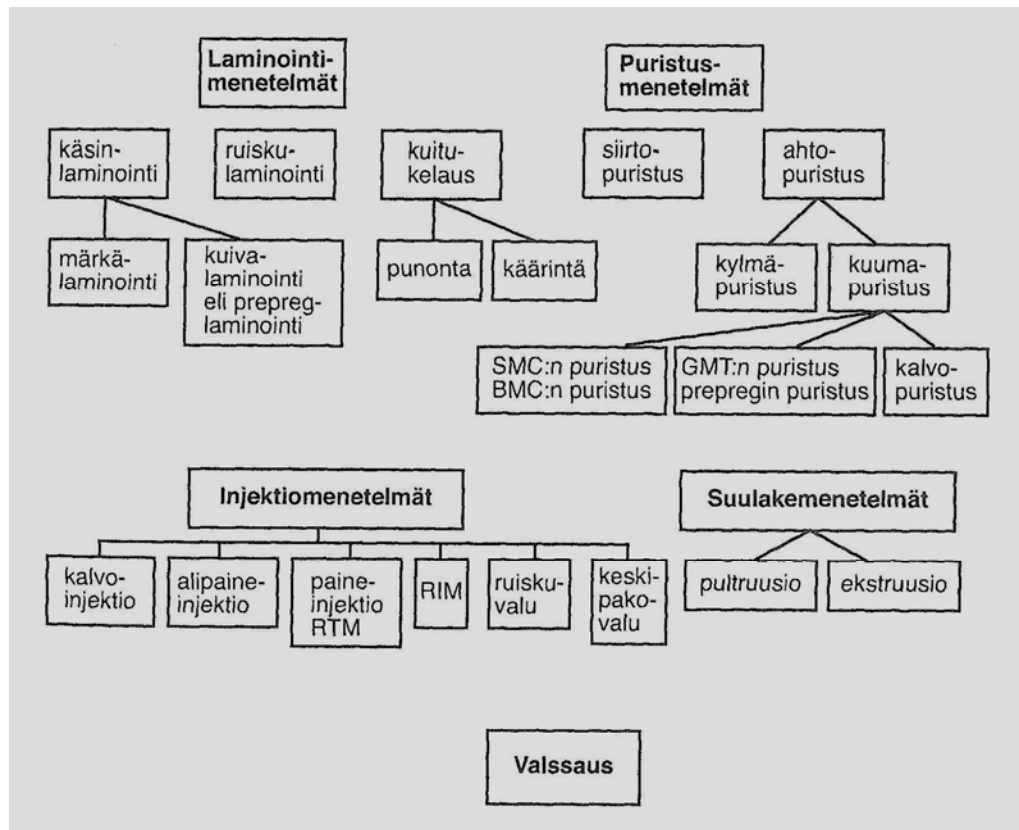 Laminointi-
menetelmät
Puristus-
menetelmät
käsin-
laminointi
ruisku-
laminointi
kuitu-
kelaus
siirto-
puristus
ahto-
puristus
märkä-
laminointi
kuiva-
laminointi
eli prepreg-
laminointi
punonta
käärintä
kylmä-
puristus
kuuma-
puristus
SMC:n puristus
BMC:n puristus
GMT:n puristus
prepregin puristus
kalvo-
puristus
Injektiomenetelmät
Suulakemenetelmät
kalvo-
injektio
alipaine-
injektio
paine-
injektio
RTM
RIM
ruisku-
valu
keski-
pako-
valu
pultruusio
ekstruusio
Valssaus